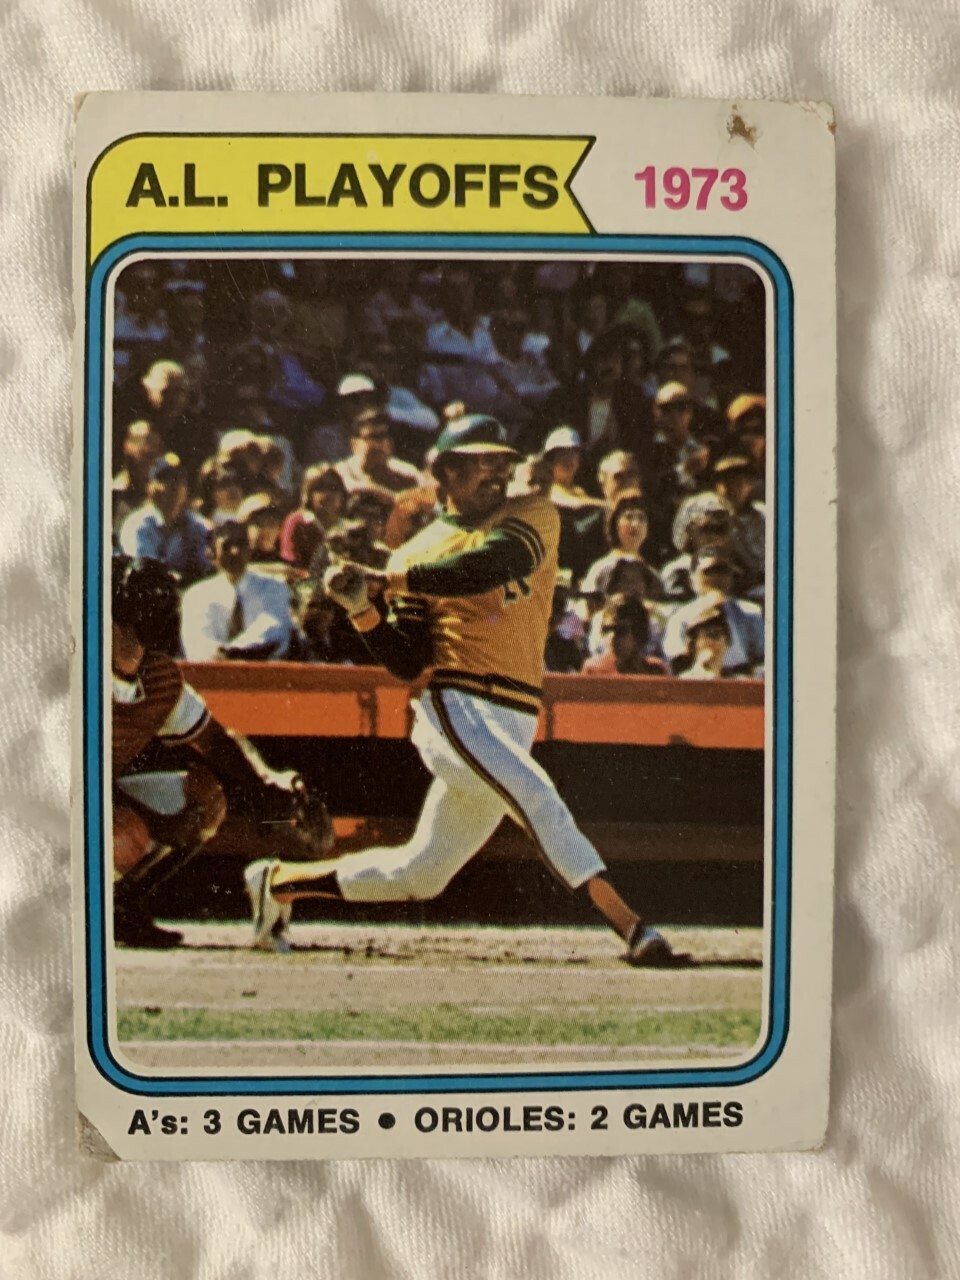 A.L. PLAYOFFS 1973
A's: 3 GAMES • ORIOLES: 2 GAMES